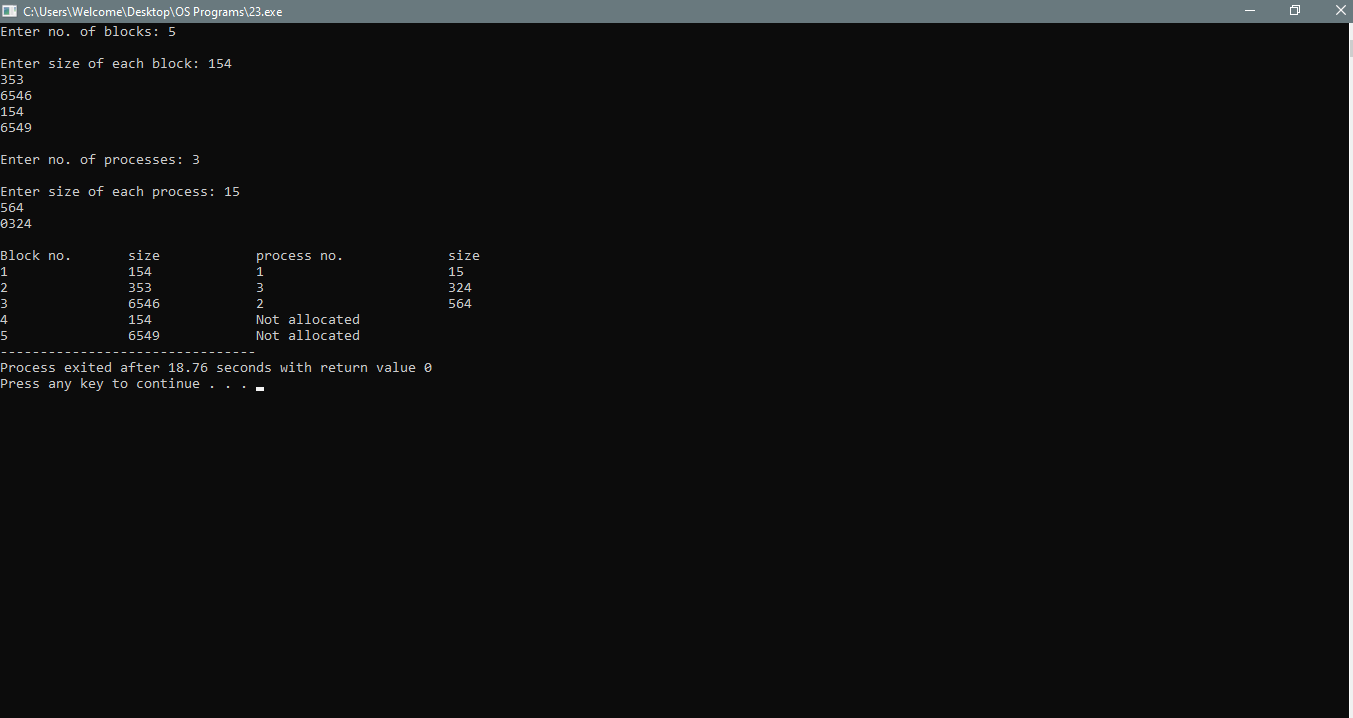 C:\Users\Welcome\Desktop\OS Programs\23.exe
Enter no. of blocks: 5
Enter size of each block: 154
353
6546
154
6549
Enter no. of processes: 3
Enter size of each process: 15
564
0324
Block no. size process no. size
1 154 1 15
2 353 3 324
3 6546 2 564
4 154 Not allocated
5 6549 Not allocated
--------------------------------
Process exited after 18.76 seconds with return value 0
Press any key to continue . . .